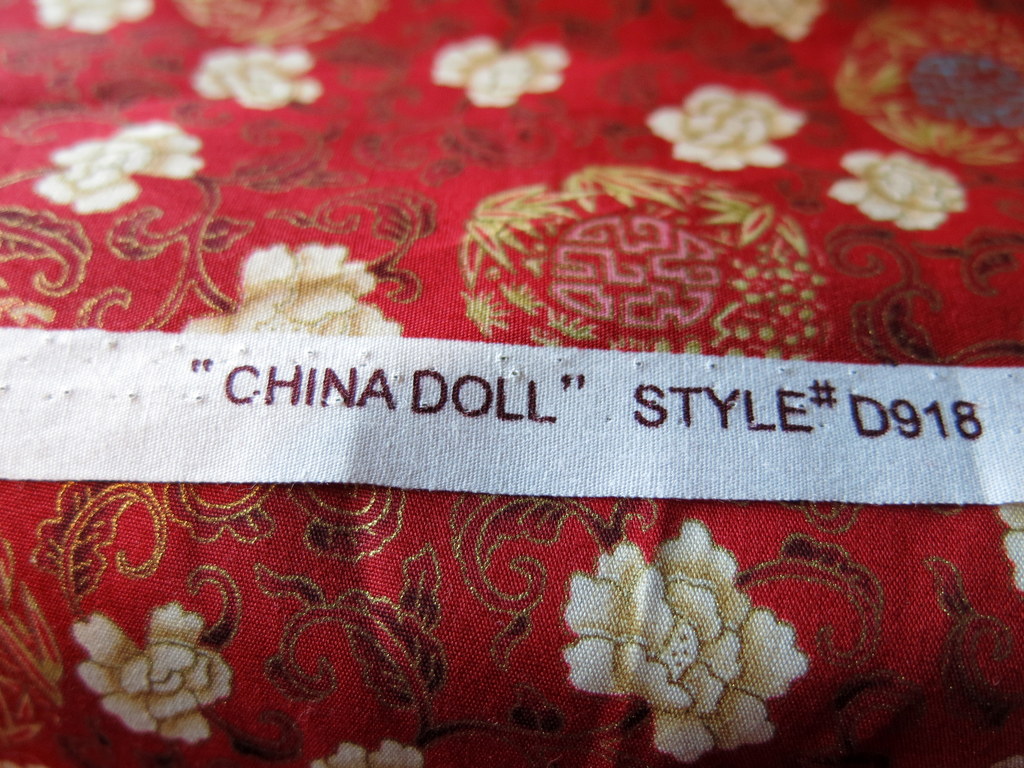 "CHINA DOLL" STYLE# D918